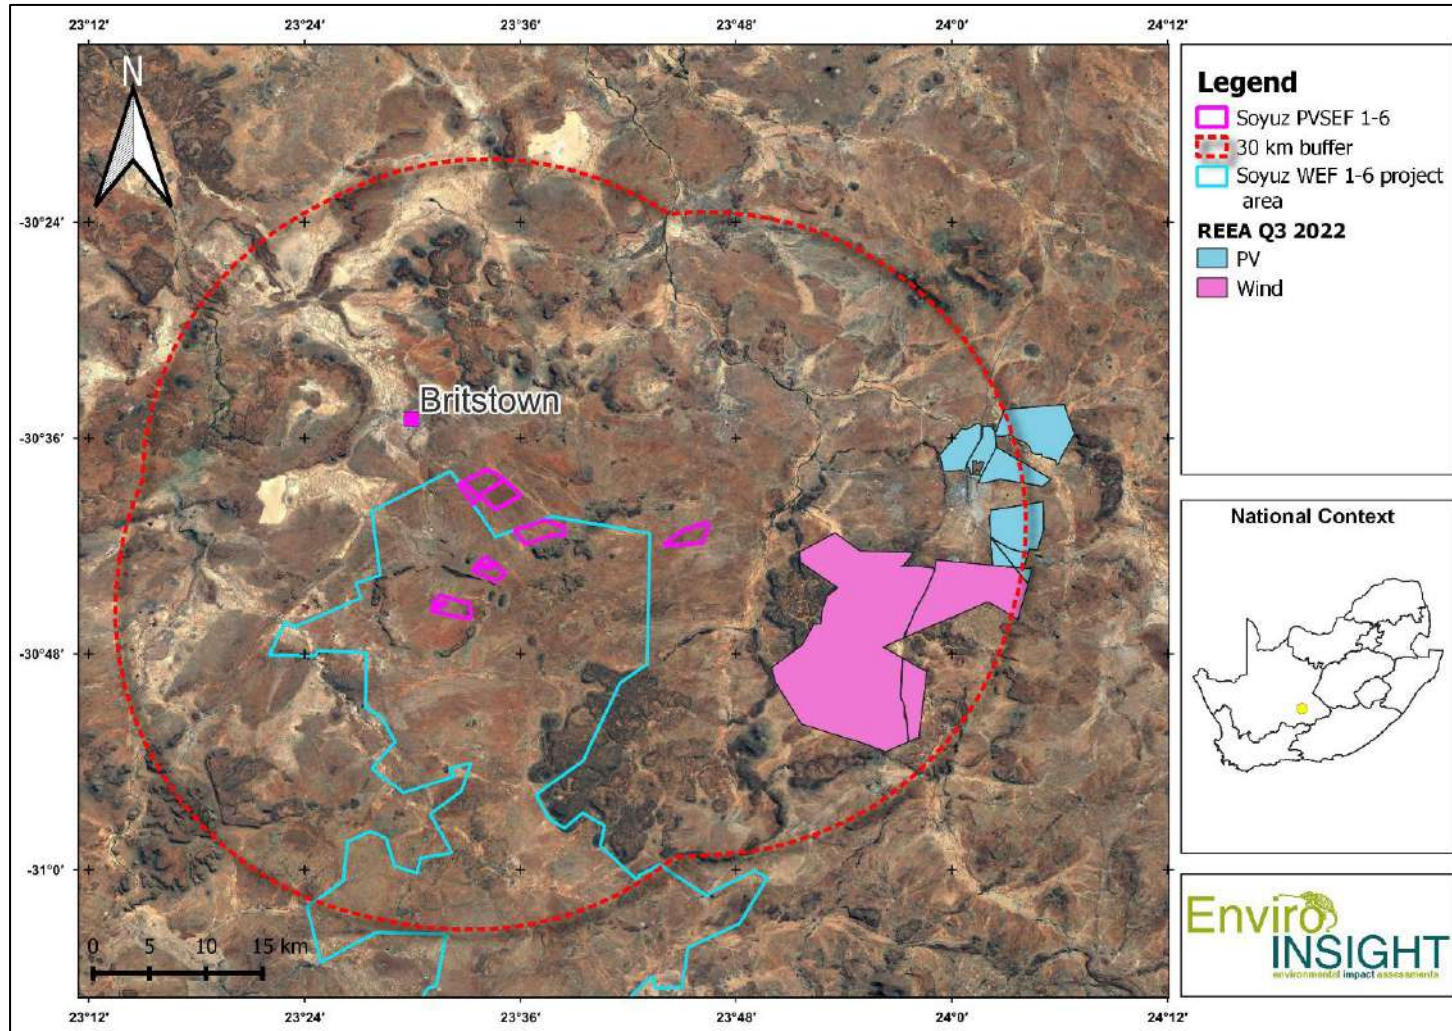 23°12'
23°24'
23°36'
23°48'
24°0'
24°12'
N
-30°24'
-30°36'
-30°48'
-31°0'
Britstown
0 5 10 15 km
23°12'
23°24'
23°36'
23°48'
24°0'
24°12'
Legend
Soyuz PVSEF 1-6
30 km buffer
Soyuz WEF 1-6 project
area
REEA Q3 2022
PV
Wind
National Context
Enviro
INSIGHT
environmental impact assessments